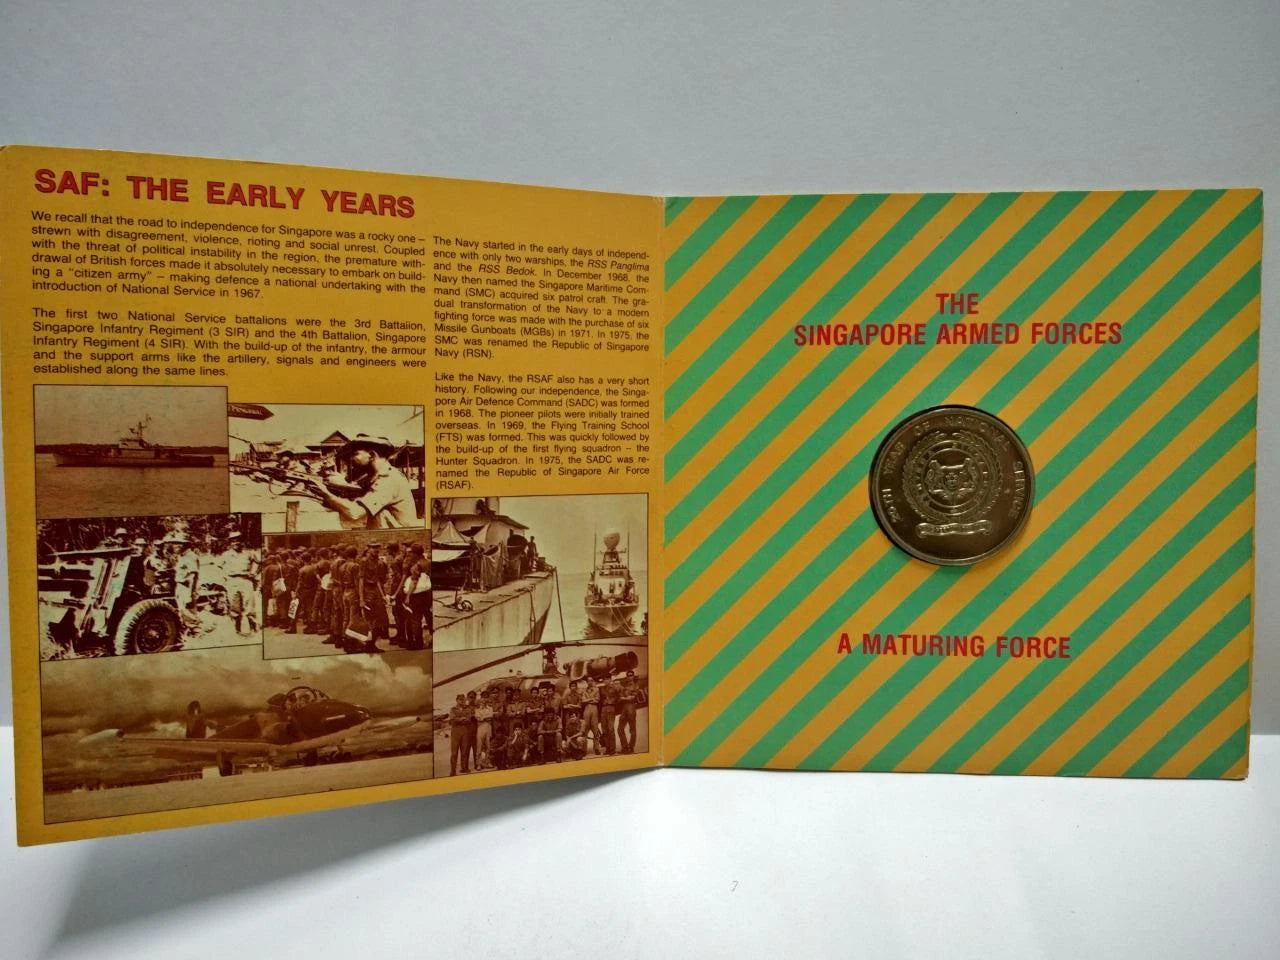 SAF: THE EARLY YEARS
We recall that the road to independence for Singapore was a rocky one –
strewn with disagreement, violence, rioting and social unrest. Coupled
with the threat of political instability in the region, the premature with-
drawal of British forces made it absolutely necessary to embark on build-
ing a "citizen army" – making defence a national undertaking with the
introduction of National Service in 1967.
The first two National Service battalions were the 3rd Battalion,
Singapore Infantry Regiment (3 SIR) and the 4th Battalion, Singapore
Infantry Regiment (4 SIR). With the build-up of the infantry, the armour
and the support arms like the artillery, signals and engineers were
established along the same lines.
The Navy started in the early days of independ-
ence with only two warships, the RSS Panglima
and the RSS Bedok. In December 1968, the
Navy then named the Singapore Maritime Com-
mand (SMC) acquired six patrol craft. The gra-
dual transformation of the Navy to a modern
fighting force was made with the purchase of six
Missile Gunboats (MGBs) in 1971. In 1975, the
SMC was renamed the Republic of Singapore
Navy (RSN).
Like the Navy, the RSAF also has a very short
history. Following our independence, the Singa-
pore Air Defence Command (SADC) was formed
in 1968. The pioneer pilots were initially trained
overseas. In 1969, the Flying Training School
(FTS) was formed. This was quickly followed by
the build-up of the first flying squadron – the
Hunter Squadron. In 1975, the SADC was re-
named the Republic of Singapore Air Force
(RSAF).
THE
SINGAPORE ARMED FORCES
YEAR OF NATIONAL SERVICE
A MATURING FORCE